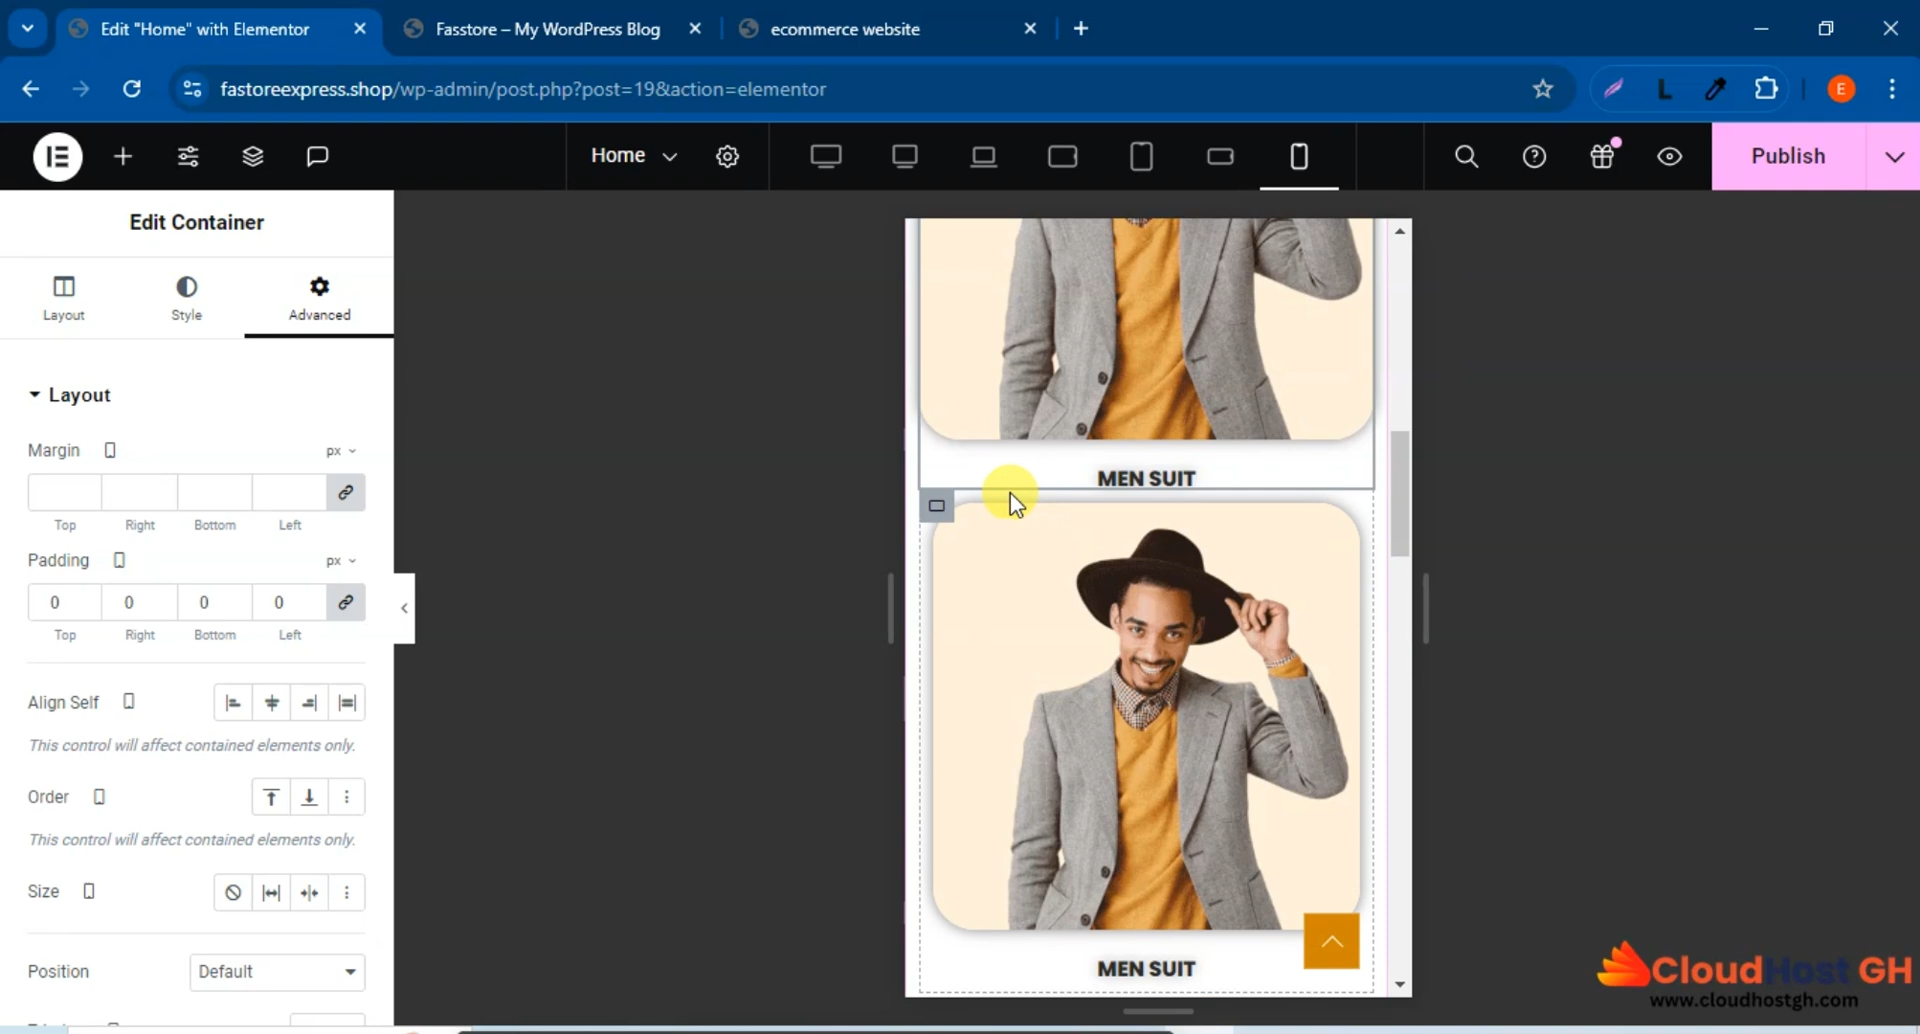 Edit "Home" with Elementor
Fasstore – My WordPress Blog
ecommerce website
fastoreexpress.shop/wp-admin/post.php?post=19&action=elementor
L
E
Home
Publish
Edit Container
Layout
Style
Advanced
Layout
Margin
px
Top
Right
Bottom
Left
Padding
px
0
0
0
0
Top
Right
Bottom
Left
Align Self
This control will affect contained elements only.
Order
This control will affect contained elements only.
Size
Position
Default
MEN SUIT
MEN SUIT
CloudHost GH
www.cloudhostgh.com